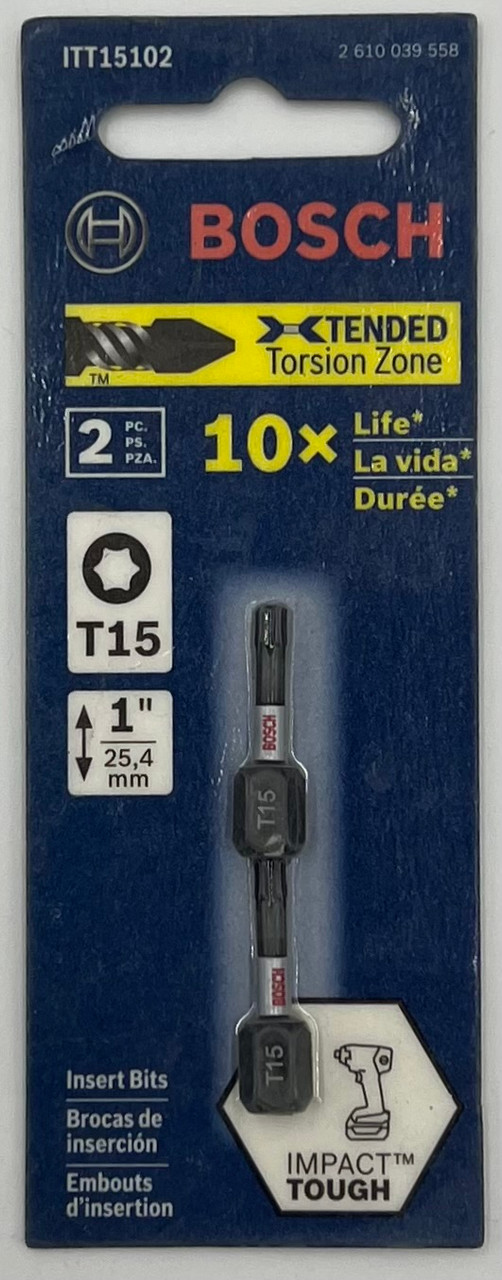 ITT15102
2 610 039 558
BOSCH
XTENDED
Torsion Zone
TM
2 PC.
PS.
PZA.
10×
Life*
La vida*
Durée*
T15
1"
25,4
mm
BOSCH
T15
BOSCH
T15
Insert Bits
Brocas de
inserción
Embouts
d'insertion
IMPACT™
TOUGH